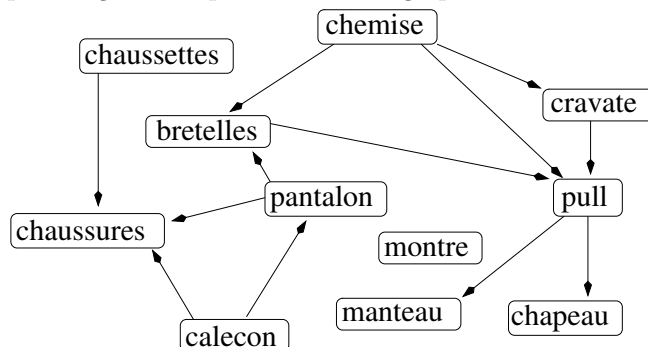 chemise
chaussettes
cravate
bretelles
pantalon
pull
chaussures
montre
manteau
chapeau
calecon